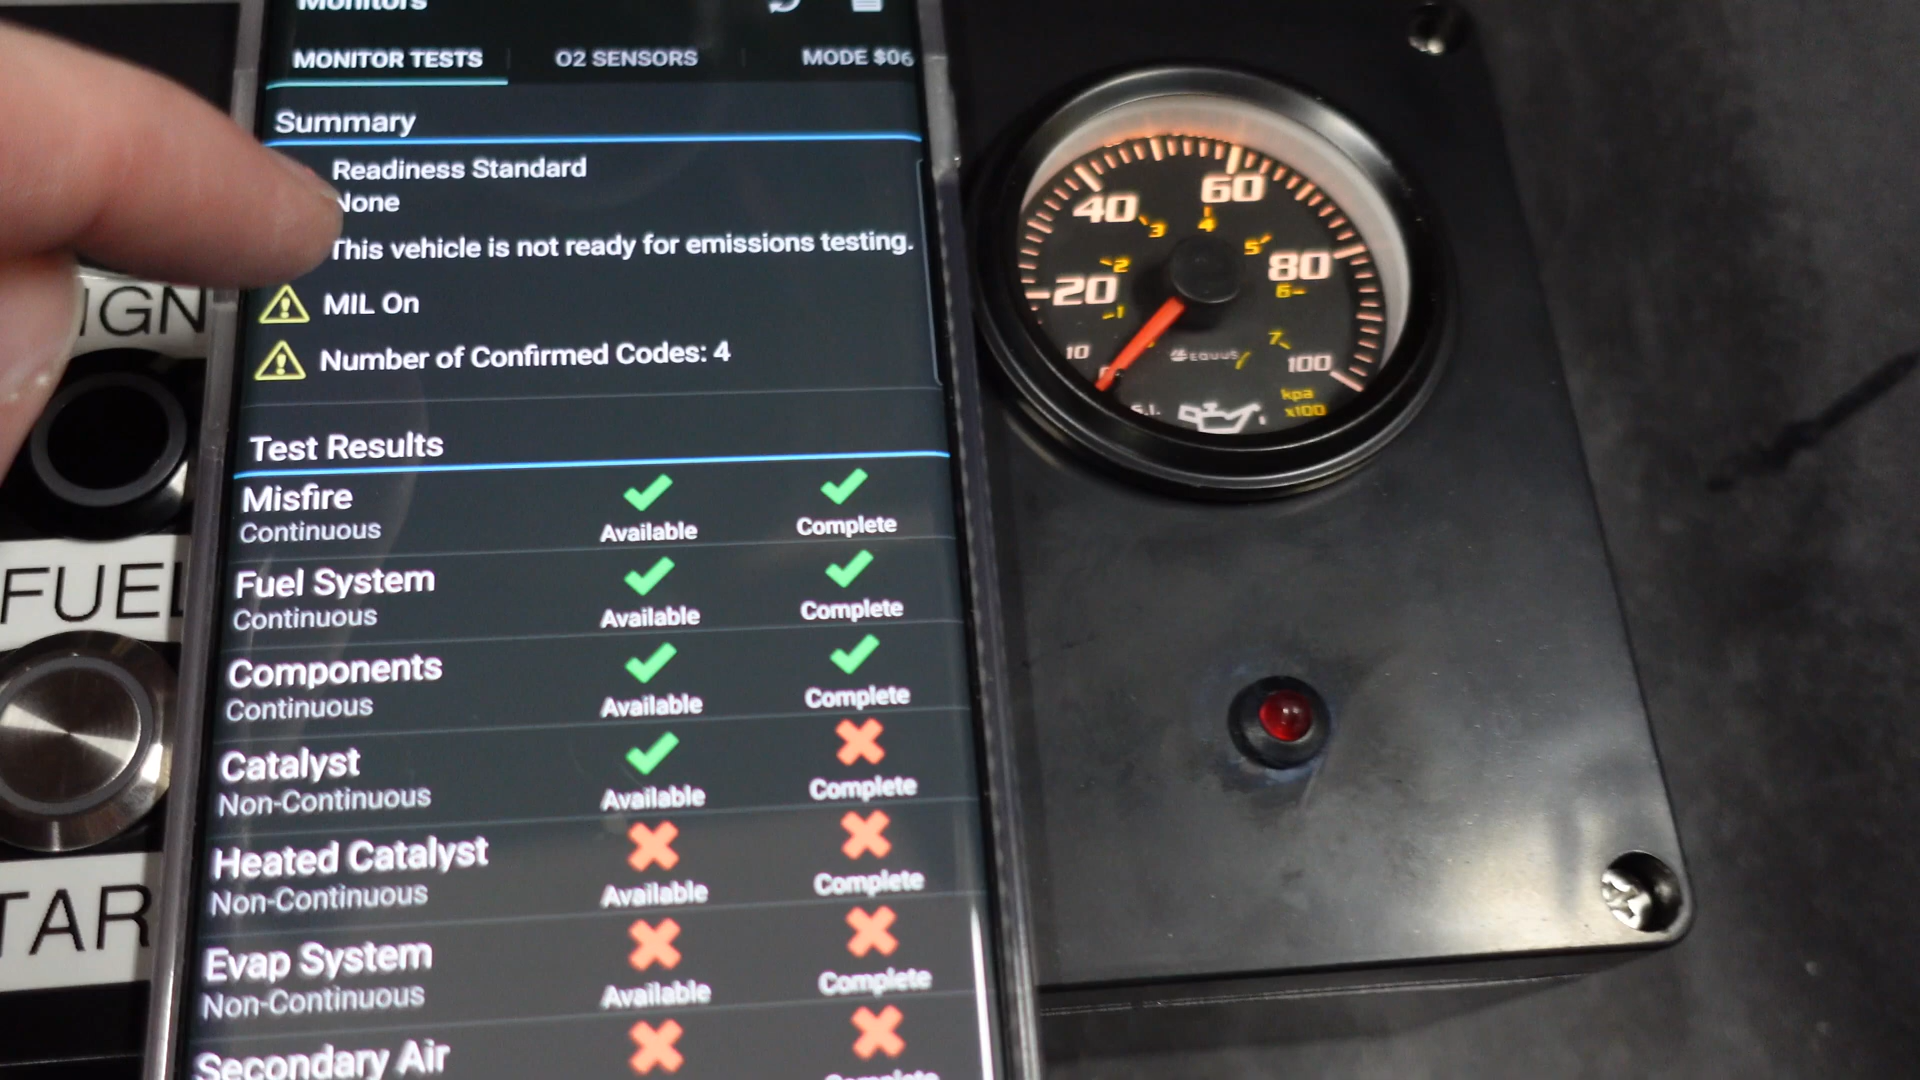 Monitors
MONITOR TESTS
O2 SENSORS
MODE $06
Summary
Readiness Standard
None
This vehicle is not ready for emissions testing.
MIL On
Number of Confirmed Codes: 4
Test Results
Misfire
Continuous
Available
Complete
Fuel System
Continuous
Available
Complete
Components
Continuous
Available
Complete
Catalyst
Non-Continuous
Available
Complete
Heated Catalyst
Non-Continuous
Available
Complete
Evap System
Non-Continuous
Available
Complete
Secondary Air
Complete
IGN
FUEL
TAR
10
20
40
60
80
100
1
2
3
4
5
6
7
EQUUS
kpa
x100